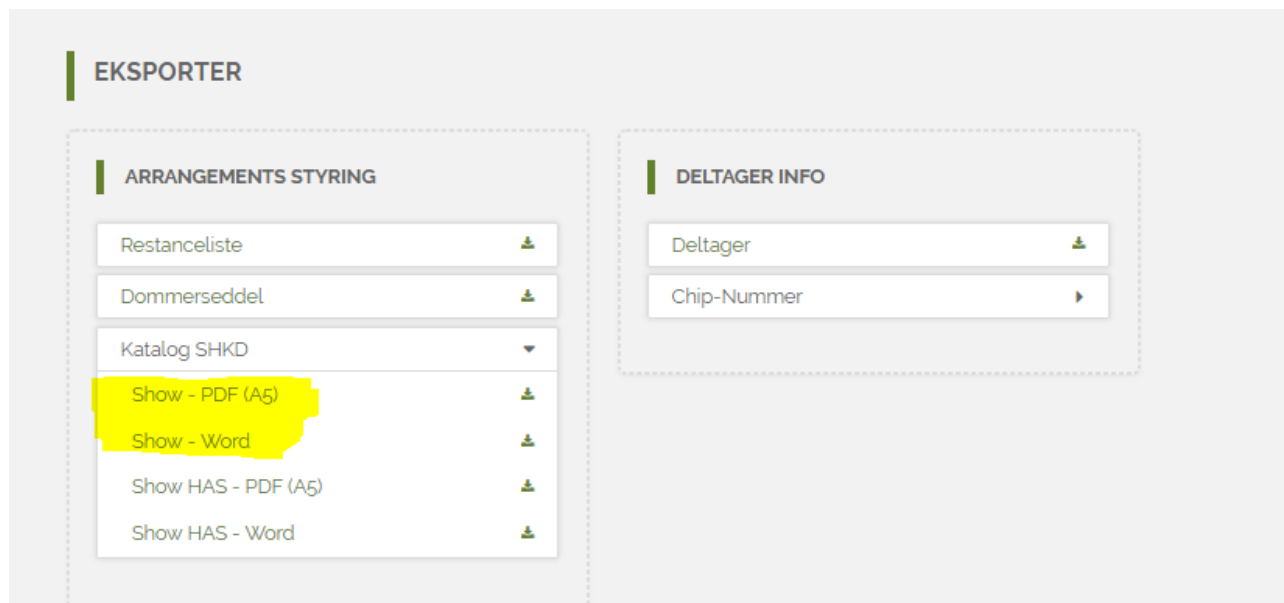 EKSPORTER
ARRANGEMENTS STYRING
Restanceliste
Dommerseddel
Katalog SHKD
Show - PDF (A5)
Show - Word
Show HAS - PDF (A5)
Show HAS - Word
DELTAGER INFO
Deltager
Chip-Nummer